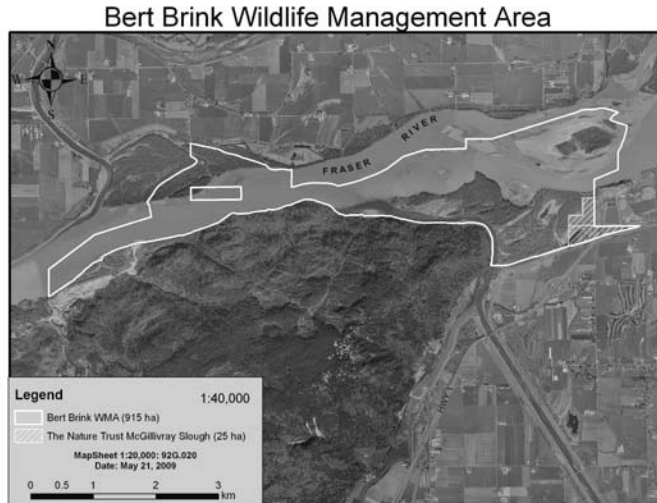 Bert Brink Wildlife Management Area
N
W E
S
FRASER RIVER
HWY 1
Legend 1:40,000
Bert Brink WMA (915 ha)
The Nature Trust McGillivray Slough (25 ha)
MapSheet 1:20,000: 92G.020
Date: May 21, 2009
0 0.5 1 2 3
km